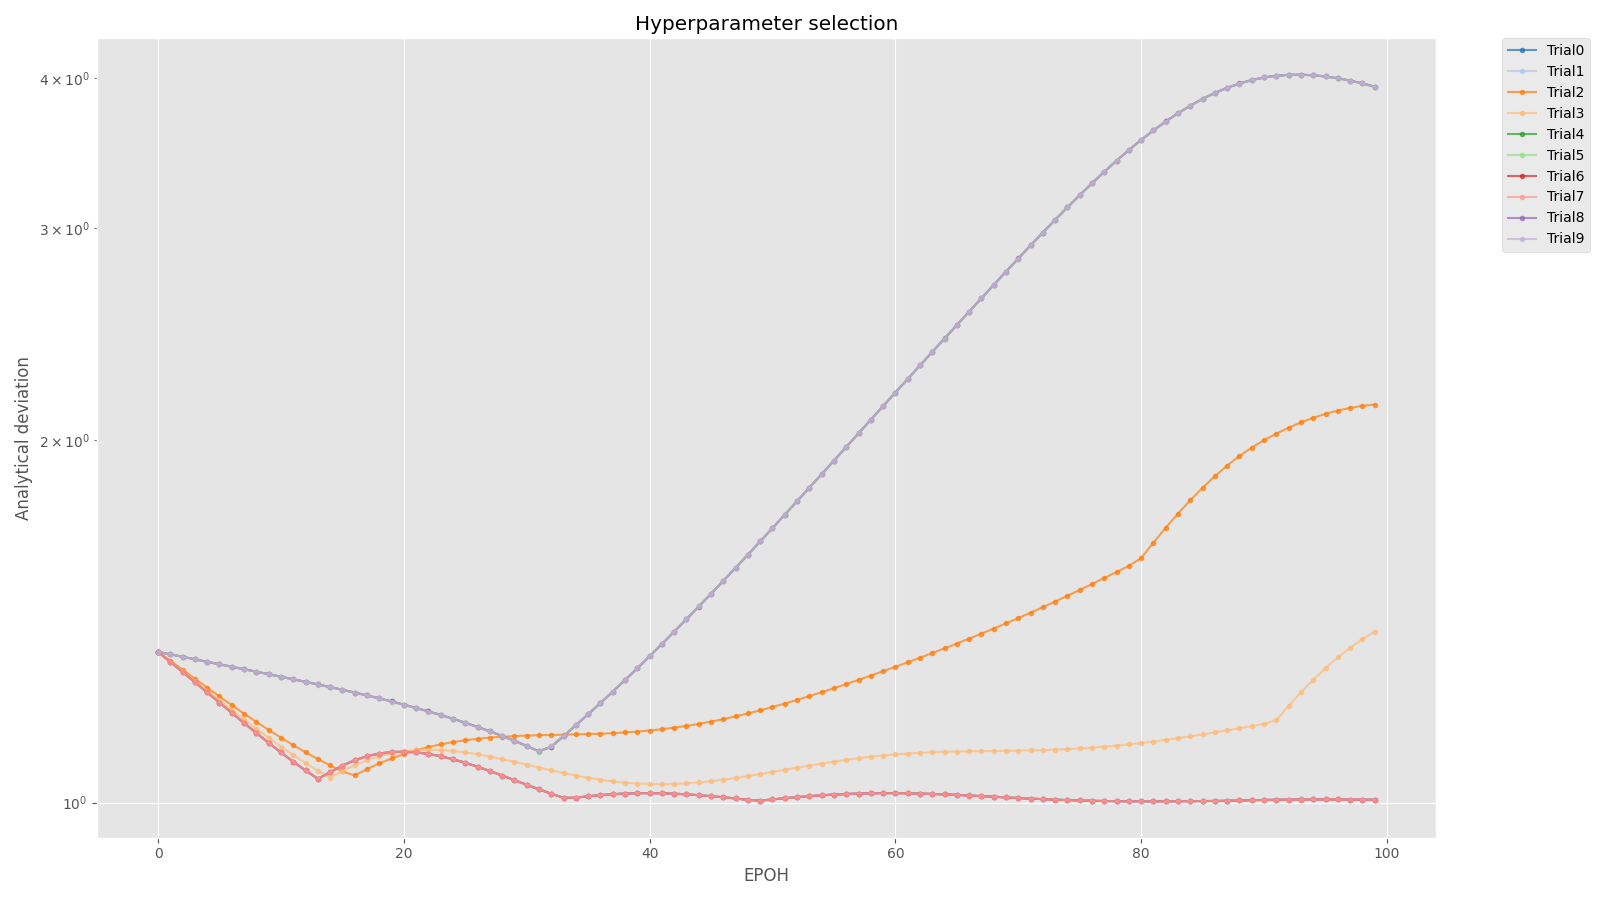 Hyperparameter selection
Analytical deviation
4 × 10⁰
3 × 10⁰
2 × 10⁰
10⁰
0 20 40 60 80 100
EPOH
Trial0
Trial1
Trial2
Trial3
Trial4
Trial5
Trial6
Trial7
Trial8
Trial9